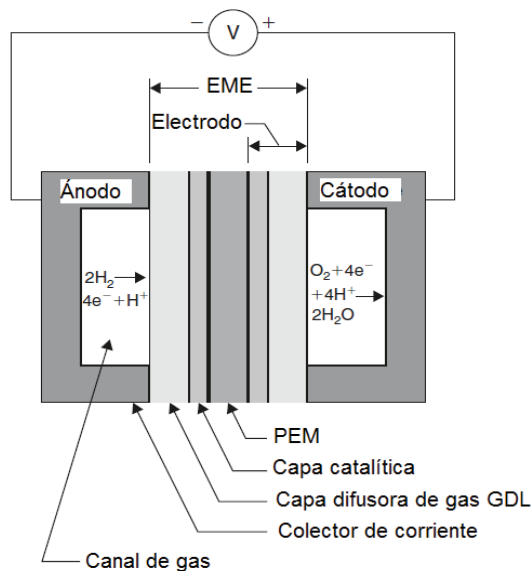 − V +
EME
Electrodo
Ánodo
Cátodo
2H₂
4e⁻+H⁺
O₂+4e⁻
+4H⁺
2H₂O
PEM
Capa catalítica
Capa difusora de gas GDL
Colector de corriente
Canal de gas